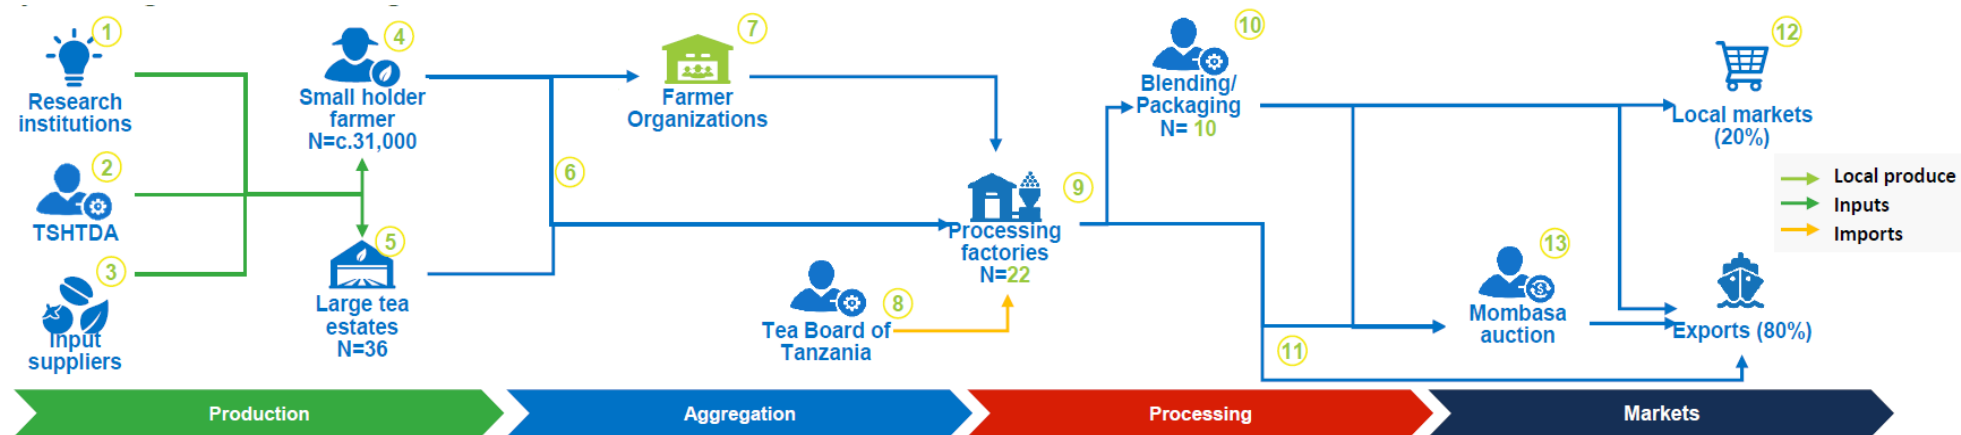 1
Research
institutions
2
TSHTDA
3
Input
suppliers
4
Small holder
farmer
N=c.31,000
5
Large tea
estates
N=36
6
7
Farmer
Organizations
8
Tea Board of
Tanzania
9
Processing
factories
N=22
10
Blending/
Packaging
N= 10
11
12
Local markets
(20%)
13
Mombasa
auction
Exports (80%)
Local produce
Inputs
Imports
Production
Aggregation
Processing
Markets